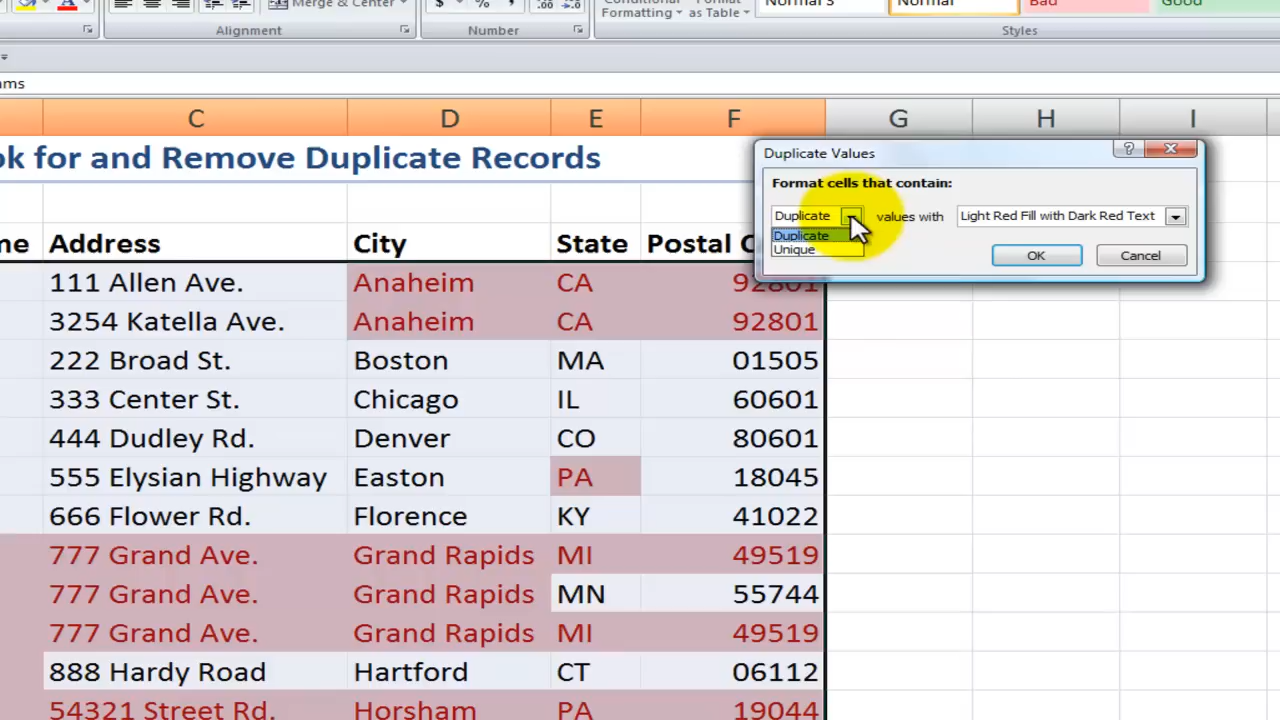 Merge & Center $ % Conditional Format Normal 3 Normal Bad Good
Formatting as Table
Alignment Number Styles
ms
C D E F G H I
ok for and Remove Duplicate Records
Duplicate Values
Format cells that contain:
Duplicate values with Light Red Fill with Dark Red Text
Duplicate
Unique
OK Cancel
me Address City State Postal C
111 Allen Ave. Anaheim CA 92801
3254 Katella Ave. Anaheim CA 92801
222 Broad St. Boston MA 01505
333 Center St. Chicago IL 60601
444 Dudley Rd. Denver CO 80601
555 Elysian Highway Easton PA 18045
666 Flower Rd. Florence KY 41022
777 Grand Ave. Grand Rapids MI 49519
777 Grand Ave. Grand Rapids MN 55744
777 Grand Ave. Grand Rapids MI 49519
888 Hardy Road Hartford CT 06112
54321 Street Rd. Horsham PA 19044